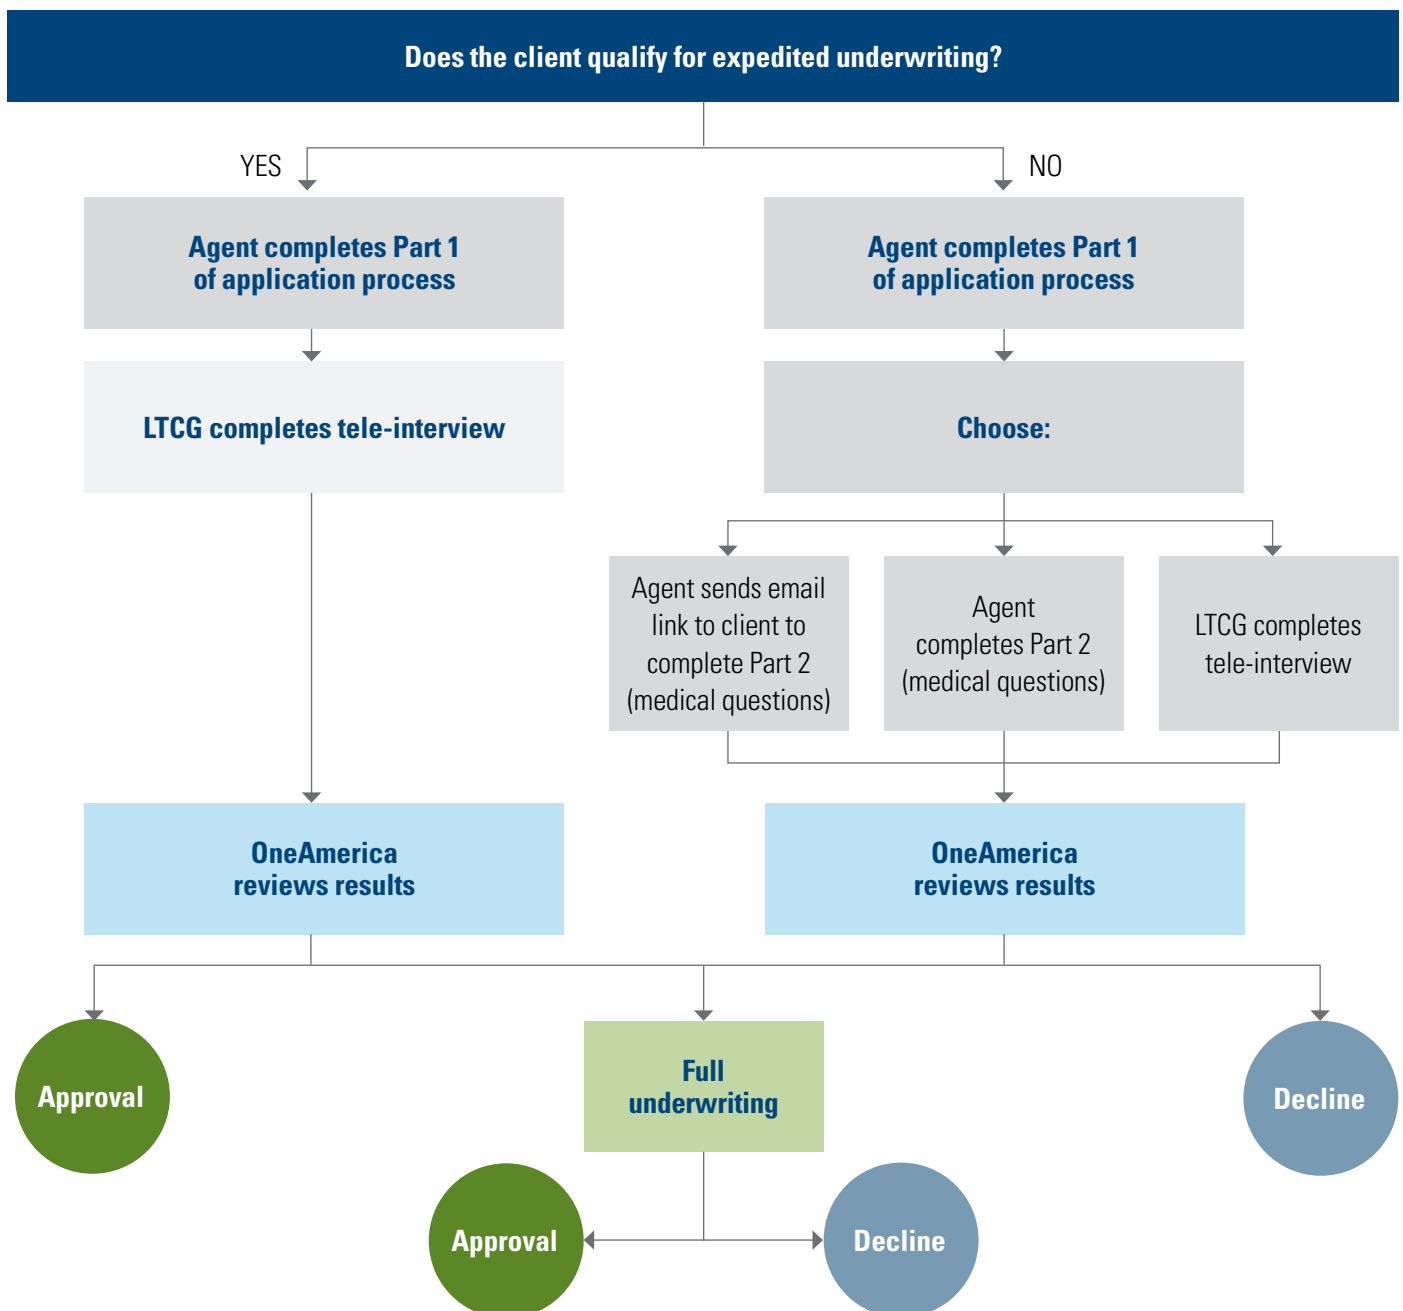 Does the client qualify for expedited underwriting?
YES
NO
Agent completes Part 1
of application process
Agent completes Part 1
of application process
LTCG completes tele-interview
Choose:
Agent sends email
link to client to
complete Part 2
(medical questions)
Agent
completes Part 2
(medical questions)
LTCG completes
tele-interview
OneAmerica
reviews results
OneAmerica
reviews results
Approval
Full
underwriting
Decline
Approval
Decline